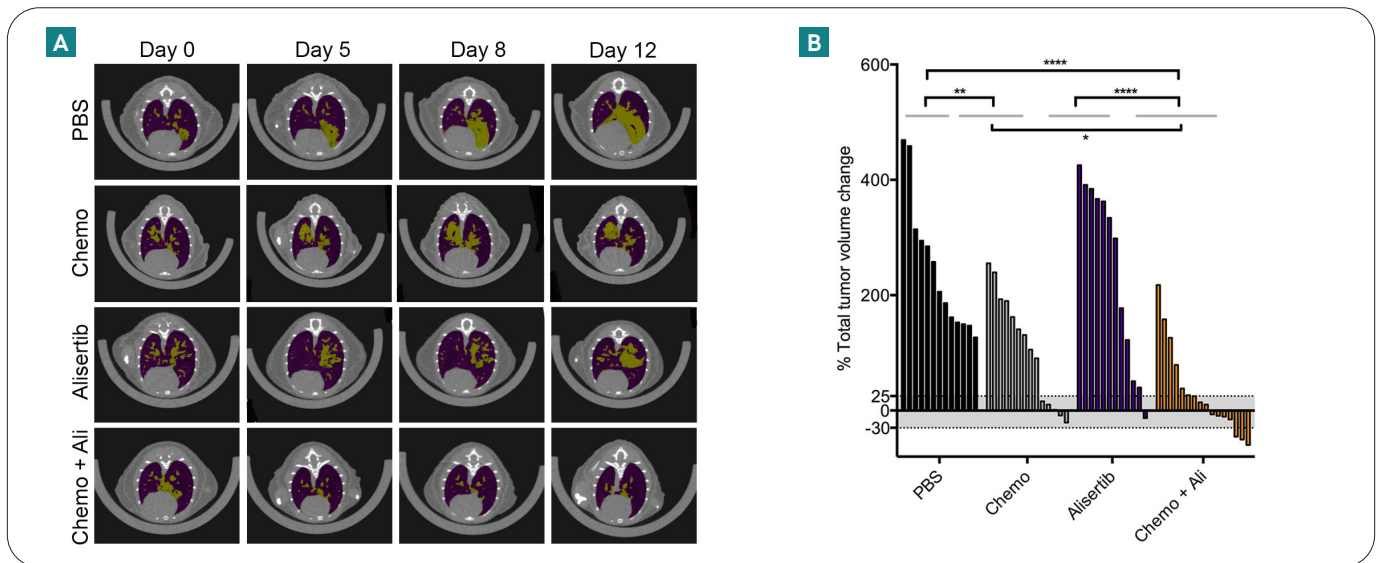 A
Day 0 Day 5 Day 8 Day 12
PBS
Chemo
Alisertib
Chemo + Ali
B
% Total tumor volume change
600
400
200
25
0
-30
****
** ****
*
PBS
Chemo
Alisertib
Chemo + Ali